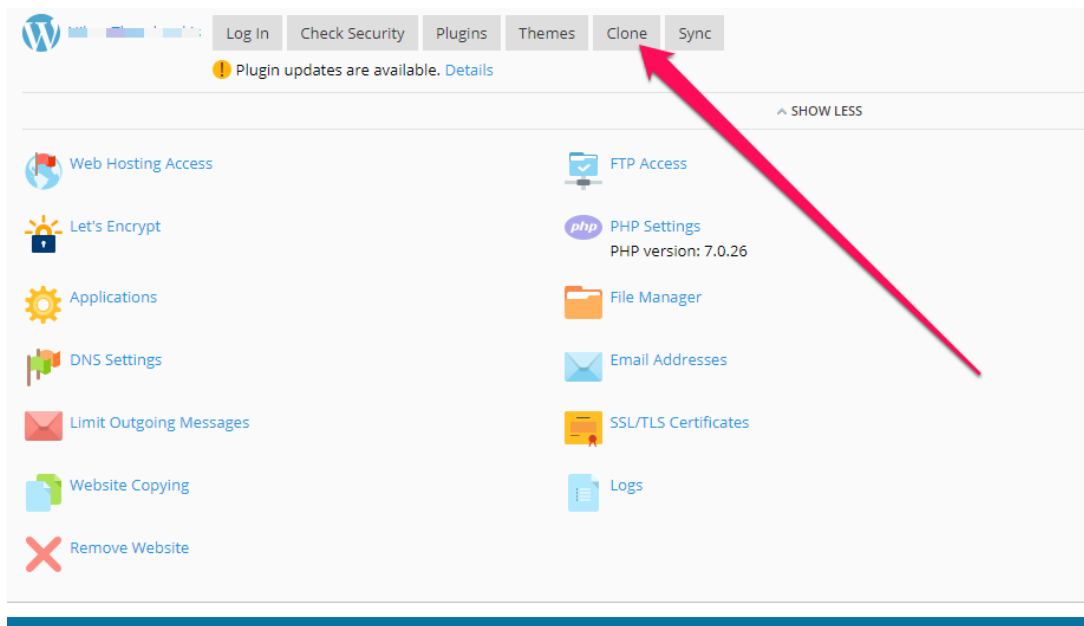 Log In Check Security Plugins Themes Clone Sync
Plugin updates are available. Details
SHOW LESS
Web Hosting Access
FTP Access
Let's Encrypt
php PHP Settings
PHP version: 7.0.26
Applications
File Manager
DNS Settings
Email Addresses
Limit Outgoing Messages
SSL/TLS Certificates
Website Copying
Logs
Remove Website